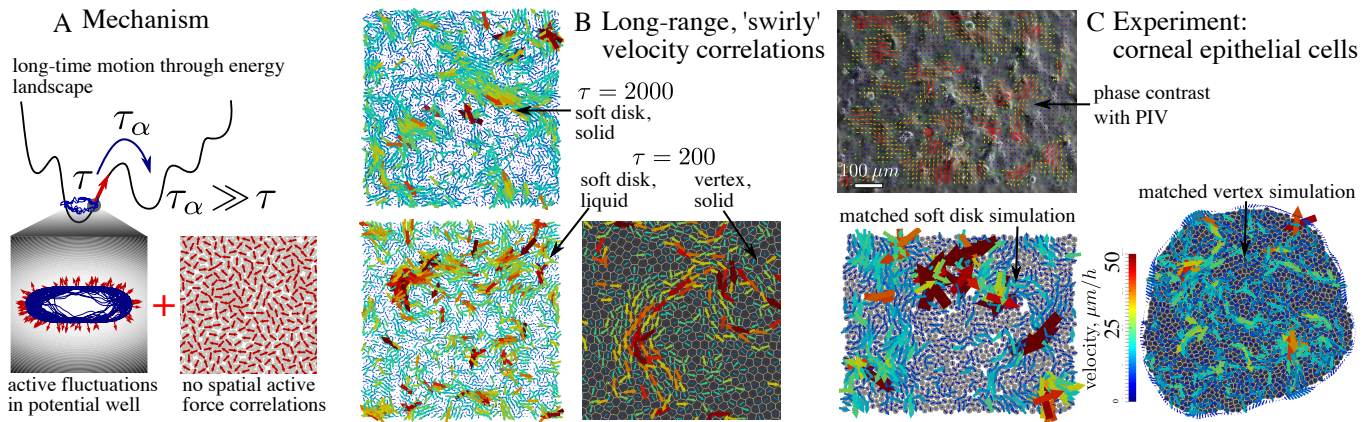 A Mechanism
long-time motion through energy
landscape
τα
τ
τα ≫ τ
+
active fluctuations
in potential well
no spatial active
force correlations
B Long-range, 'swirly'
velocity correlations
τ = 2000
soft disk,
solid
τ = 200
soft disk,
liquid
vertex,
solid
C Experiment:
corneal epithelial cells
phase contrast
with PIV
100 μm
matched soft disk simulation
matched vertex simulation
velocity, μm/h
50
25
0